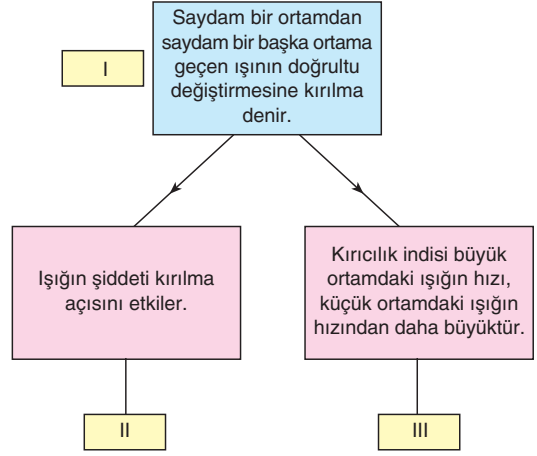 Saydam bir ortamdan
saydam bir başka ortama
geçen ışının doğrultu
değiştirmesine kırılma
denir.
I
Işığın şiddeti kırılma
açısını etkiler.
Kırıcılık indisi büyük
ortamdaki ışığın hızı,
küçük ortamdaki ışığın
hızından daha büyüktür.
II
III